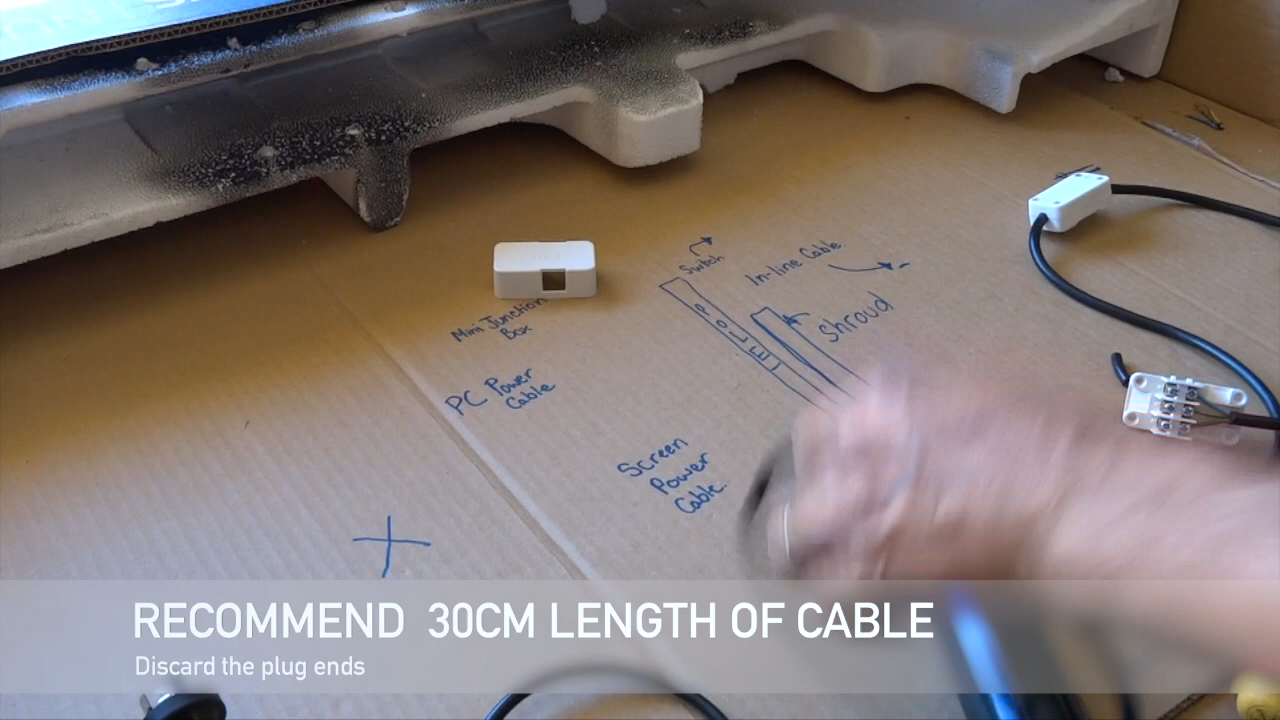 Switch
In-line Cable
shroud
POLLET
Mini Junction
Box
PC Power
Cable
Screen
Power
Cable.
X
RECOMMEND 30CM LENGTH OF CABLE
Discard the plug ends